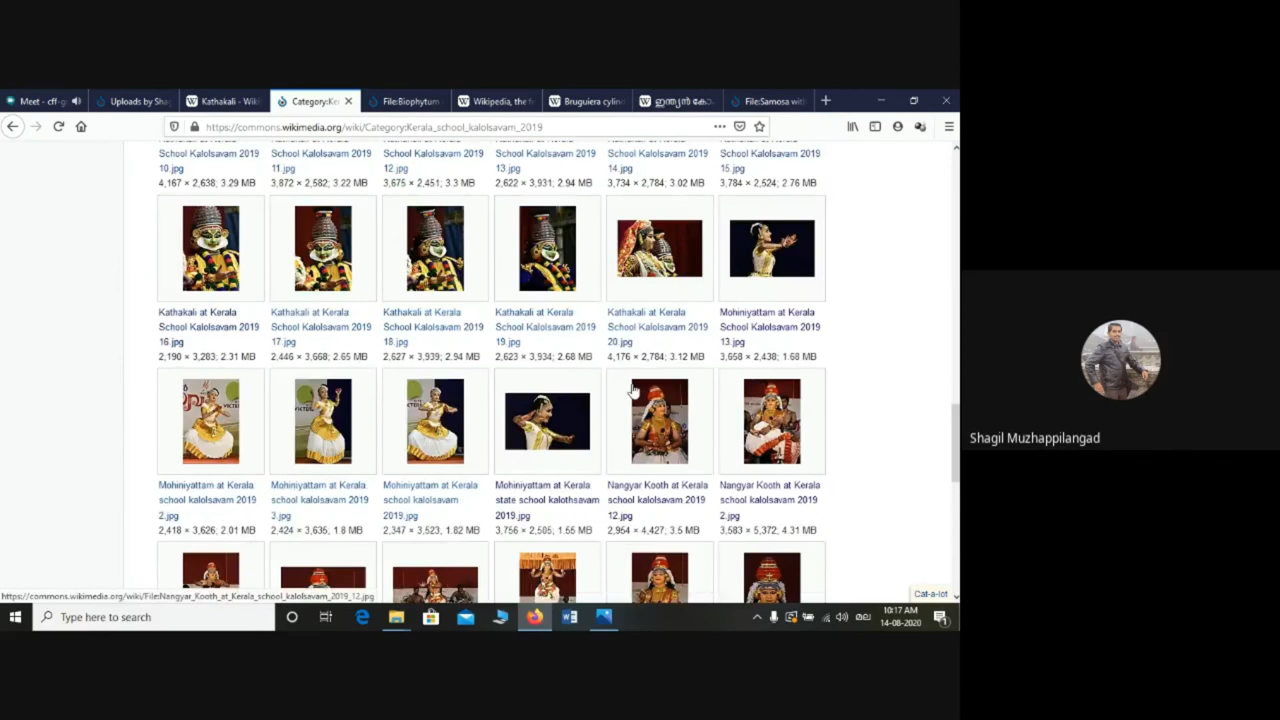 Meet - cff-g
Uploads by Sha
Kathakali - Wiki
Category:Ker
File:Biophytum
Wikipedia, the f
Bruguiera cylin
ഇന്ത്യൻ കോ
File:Samosa with
https://commons.wikimedia.org/wiki/Category:Kerala_school_kalolsavam_2019
School Kalolsavam 2019 School Kalolsavam 2019 School Kalolsavam 2019 School Kalolsavam 2019 School Kalolsavam 2019 School Kalolsavam 2019
10.jpg 11.jpg 12.jpg 13.jpg 14.jpg 15.jpg
4,167 × 2,638; 3.29 MB 3,872 × 2,582; 3.22 MB 3,675 × 2,451; 3.3 MB 2,622 × 3,931; 2.94 MB 3,734 × 2,784; 3.02 MB 3,784 × 2,524; 2.76 MB
Kathakali at Kerala Kathakali at Kerala Kathakali at Kerala Kathakali at Kerala Kathakali at Kerala Mohiniyattam at Kerala
School Kalolsavam 2019 School Kalolsavam 2019 School Kalolsavam 2019 School Kalolsavam 2019 School Kalolsavam 2019 School Kalolsavam 2019
16.jpg 17.jpg 18.jpg 19.jpg 20.jpg 13.jpg
2,190 × 3,283; 2.31 MB 2,446 × 3,668; 2.65 MB 2,627 × 3,939; 2.94 MB 2,623 × 3,934; 2.68 MB 4,176 × 2,784; 3.12 MB 3,658 × 2,438; 1.68 MB
Mohiniyattam at Kerala Mohiniyattam at Kerala Mohiniyattam at Kerala Mohiniyattam at Kerala Nangyar Kooth at Kerala Nangyar Kooth at Kerala
school kalolsavam 2019 school kalolsavam 2019 school kalolsavam state school kalothsavam school kalolsavam 2019 school kalolsavam 2019
2.jpg 3.jpg 2019.jpg 2019.jpg 12.jpg 2.jpg
2,418 × 3,626; 2.01 MB 2,424 × 3,635; 1.8 MB 2,347 × 3,523; 1.82 MB 3,756 × 2,505; 1.55 MB 2,954 × 4,427; 3.5 MB 3,583 × 5,372; 4.31 MB
https://commons.wikimedia.org/wiki/File:Nangyar_Kooth_at_Kerala_school_kalolsavam_2019_12.jpg
Cat-a-lot
Type here to search
10:17 AM
14-08-2020
Shagil Muzhappilangad